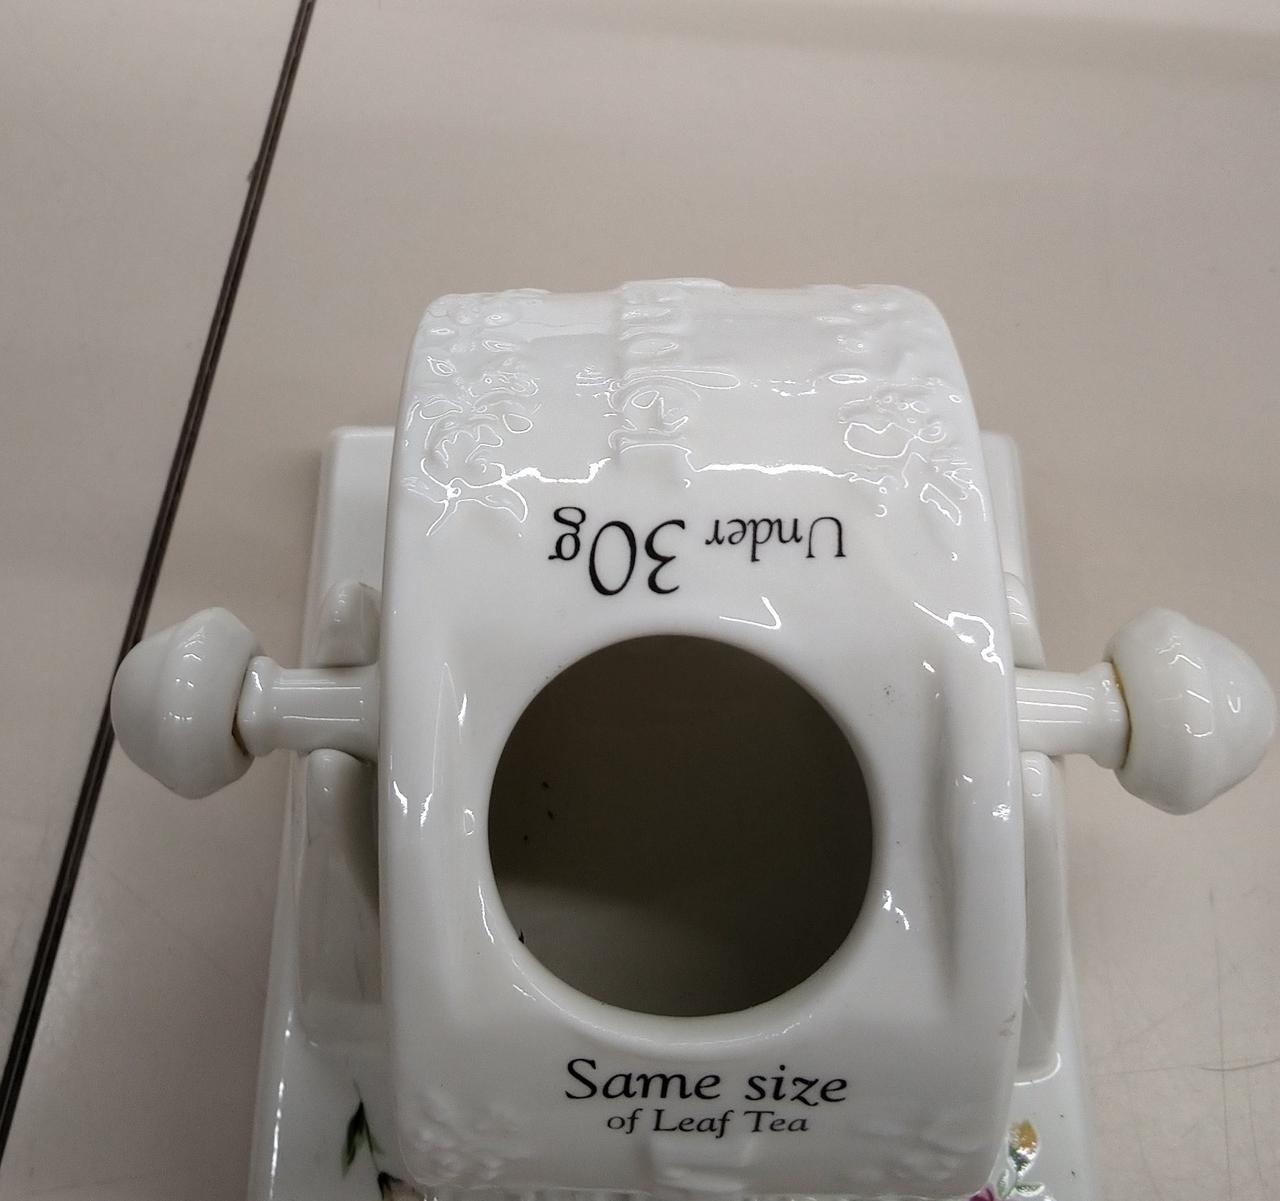 Under 30g
Same size
of Leaf Tea